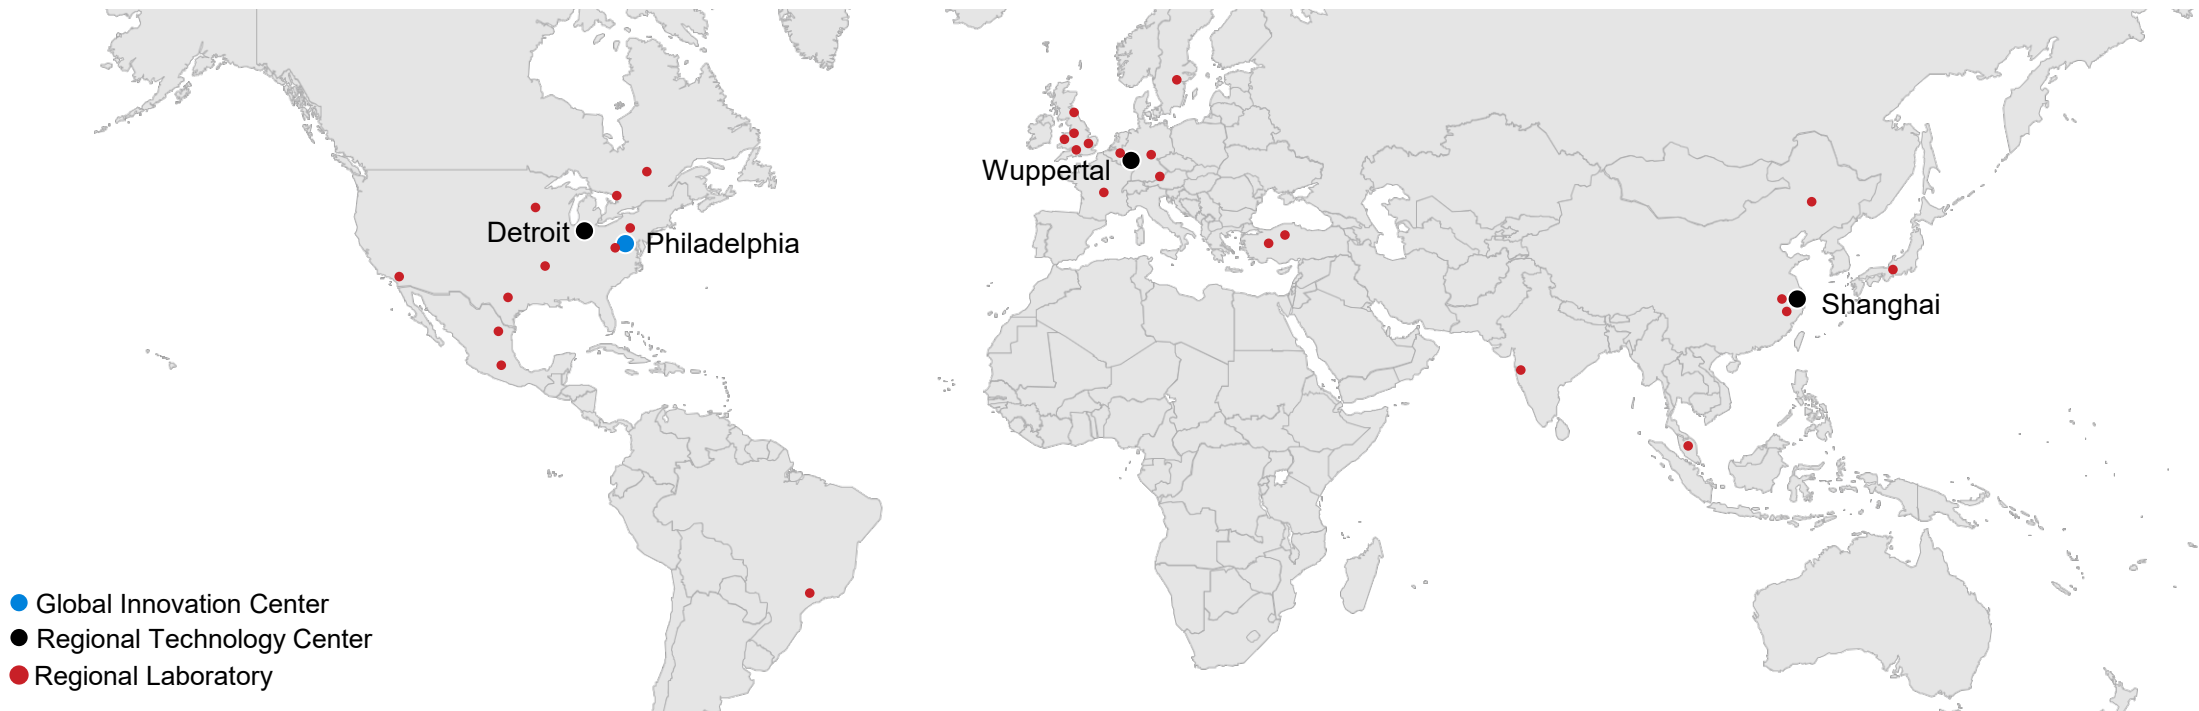 Wuppertal
Detroit
Philadelphia
Shanghai
Global Innovation Center
Regional Technology Center
Regional Laboratory